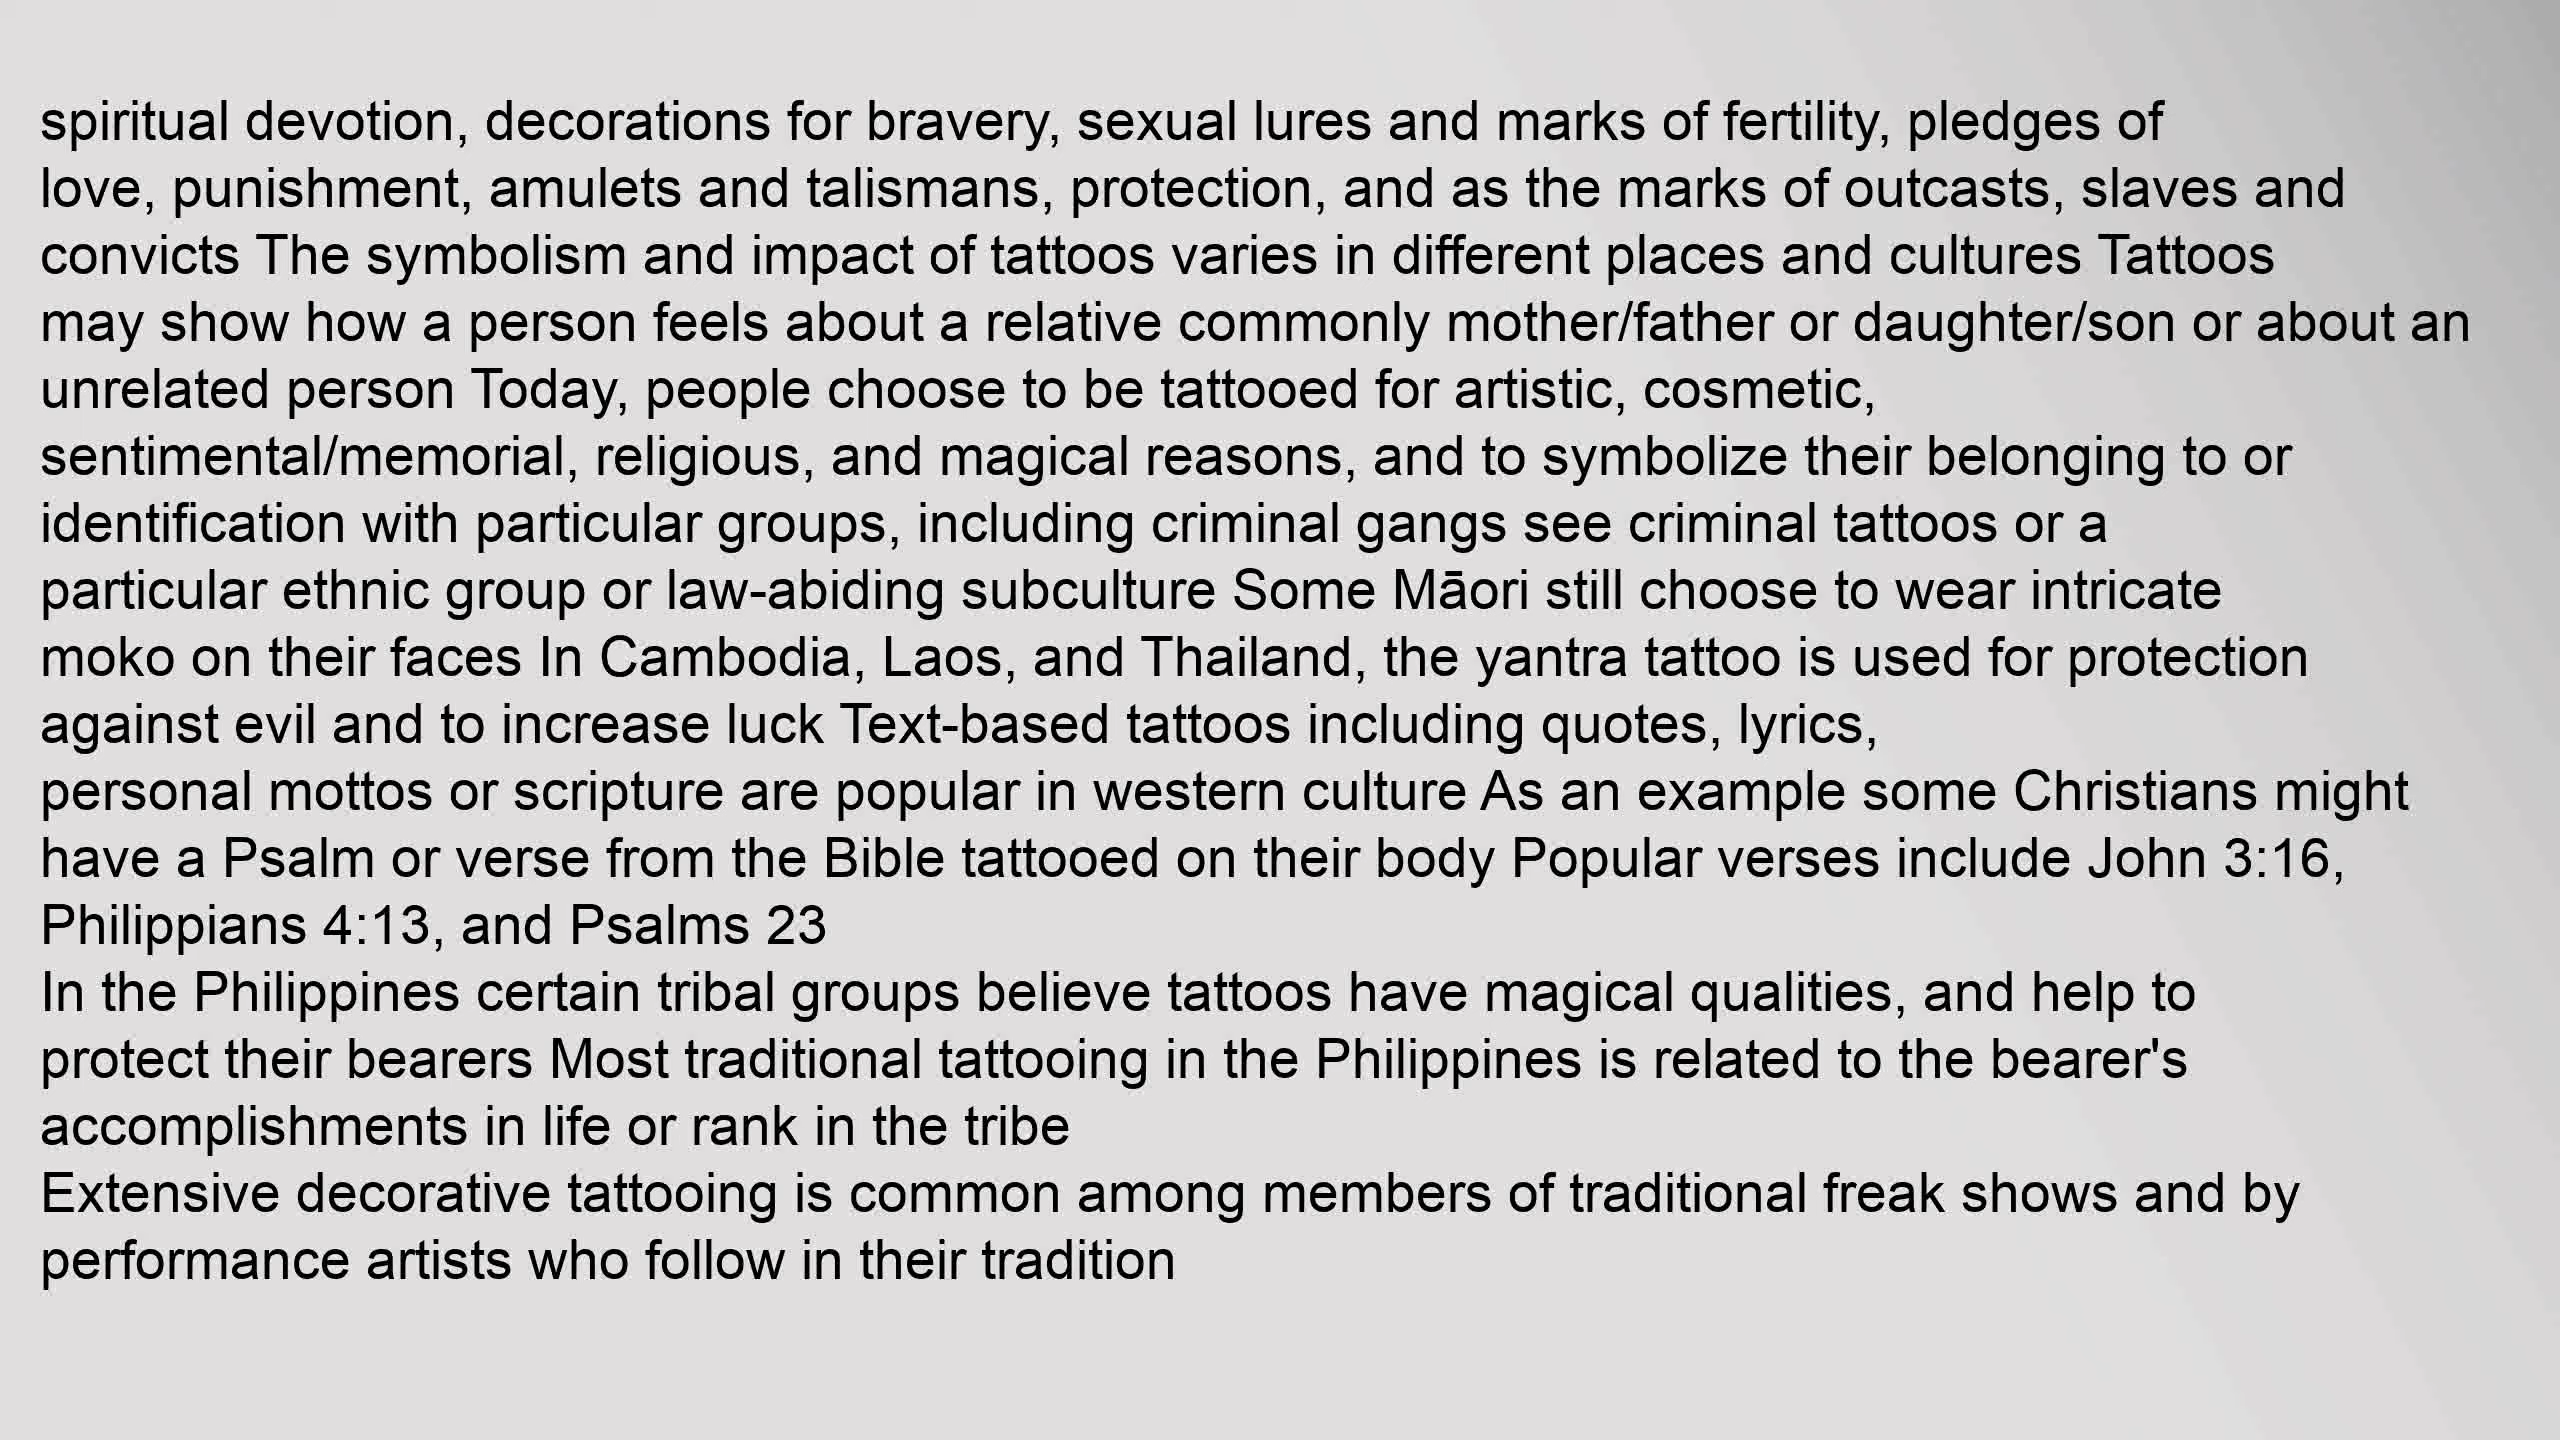 spiritual devotion, decorations for bravery, sexual lures and marks of fertility, pledges of
love, punishment, amulets and talismans, protection, and as the marks of outcasts, slaves and
convicts The symbolism and impact of tattoos varies in different places and cultures Tattoos
may show how a person feels about a relative commonly mother/father or daughter/son or about an
unrelated person Today, people choose to be tattooed for artistic, cosmetic,
sentimental/memorial, religious, and magical reasons, and to symbolize their belonging to or
identification with particular groups, including criminal gangs see criminal tattoos or a
particular ethnic group or law-abiding subculture Some Māori still choose to wear intricate
moko on their faces In Cambodia, Laos, and Thailand, the yantra tattoo is used for protection
against evil and to increase luck Text-based tattoos including quotes, lyrics,
personal mottos or scripture are popular in western culture As an example some Christians might
have a Psalm or verse from the Bible tattooed on their body Popular verses include John 3:16,
Philippians 4:13, and Psalms 23
In the Philippines certain tribal groups believe tattoos have magical qualities, and help to
protect their bearers Most traditional tattooing in the Philippines is related to the bearer's
accomplishments in life or rank in the tribe
Extensive decorative tattooing is common among members of traditional freak shows and by
performance artists who follow in their tradition